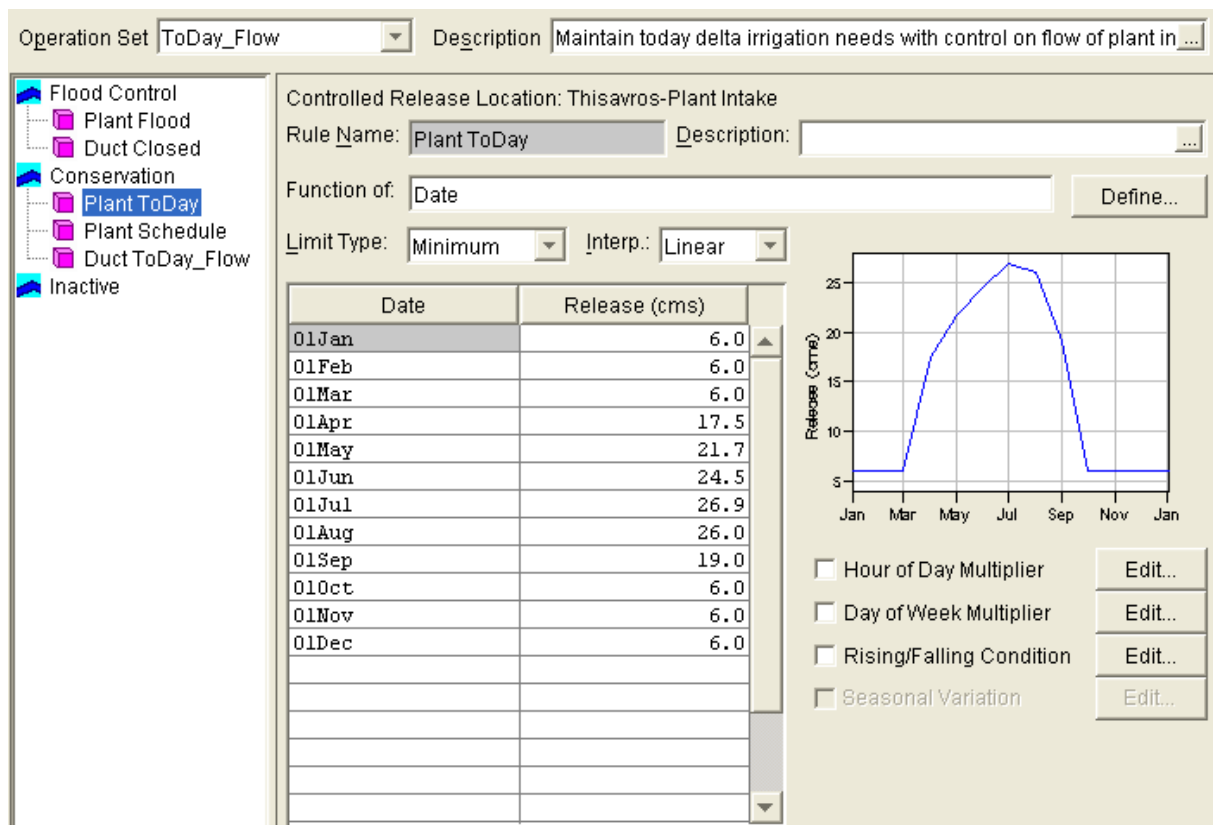 Operation Set ToDay_Flow Description Maintain today delta irrigation needs with control on flow of plant in ...
Flood Control
Plant Flood
Duct Closed
Conservation
Plant ToDay
Plant Schedule
Duct ToDay_Flow
Inactive
Controlled Release Location: Thisavros-Plant Intake
Rule Name: Plant ToDay Description: ...
Function of: Date Define...
Limit Type: Minimum Interp.: Linear
Date Release (cms)
01Jan 6.0
01Feb 6.0
01Mar 6.0
01Apr 17.5
01May 21.7
01Jun 24.5
01Jul 26.9
01Aug 26.0
01Sep 19.0
01Oct 6.0
01Nov 6.0
01Dec 6.0
Release (cms)
25
20
15
10
5
Jan Mar May Jul Sep Nov Jan
Hour of Day Multiplier Edit...
Day of Week Multiplier Edit...
Rising/Falling Condition Edit...
Seasonal Variation Edit...